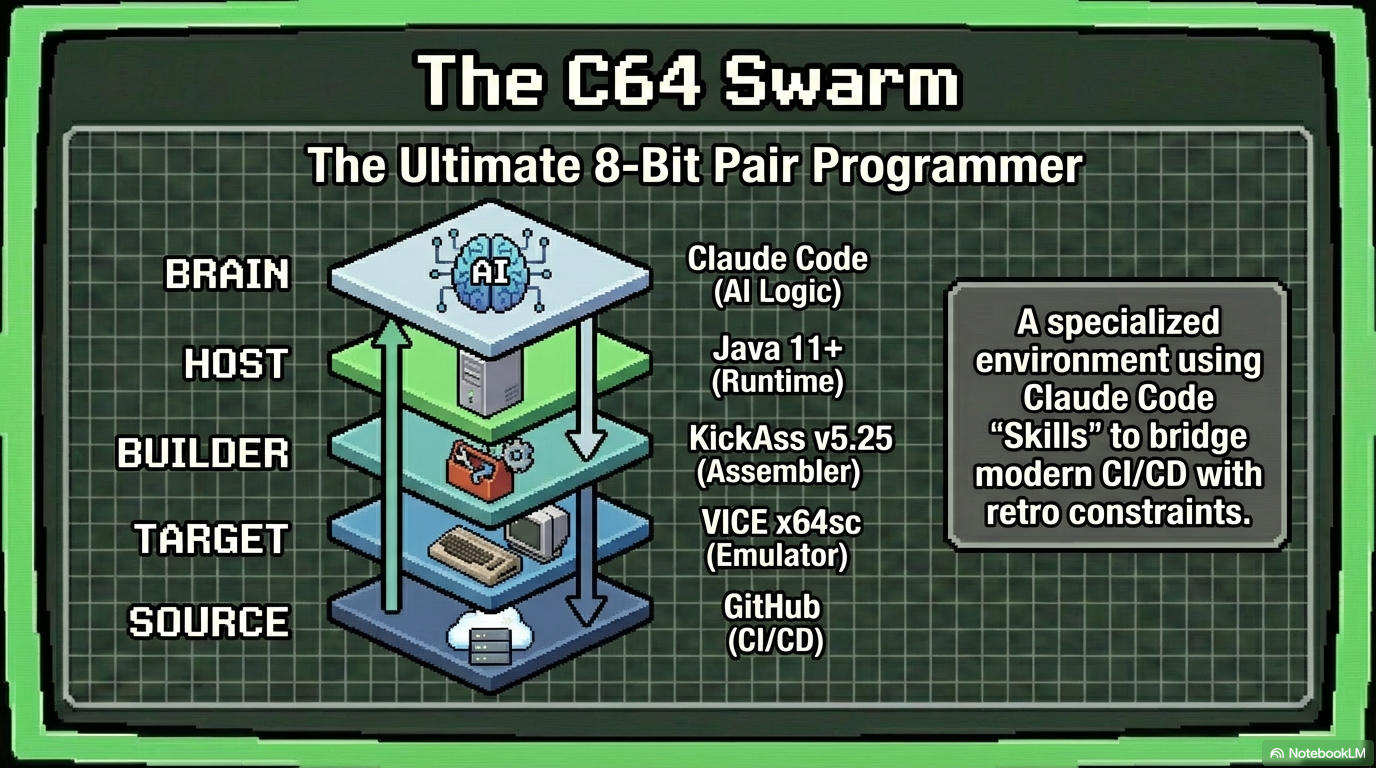 The C64 Swarm
The Ultimate 8-Bit Pair Programmer
BRAIN
AI
Claude Code
(AI Logic)
HOST
Java 11+
(Runtime)
BUILDER
KickAss v5.25
(Assembler)
TARGET
VICE x64sc
(Emulator)
SOURCE
GitHub
(CI/CD)
A specialized
environment using
Claude Code
“Skills” to bridge
modern CI/CD with
retro constraints.
NotebookLM